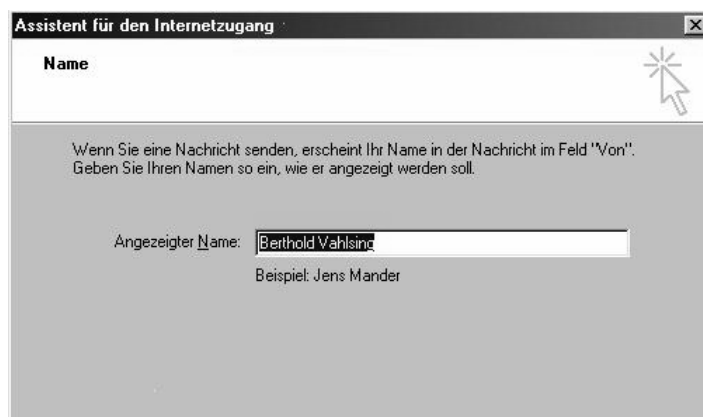 Assistent für den Internetzugang
Name
Wenn Sie eine Nachricht senden, erscheint Ihr Name in der Nachricht im Feld "Von".
Geben Sie Ihren Namen so ein, wie er angezeigt werden soll.
Angezeigter Name: Berthold Vahlsing
Beispiel: Jens Mander